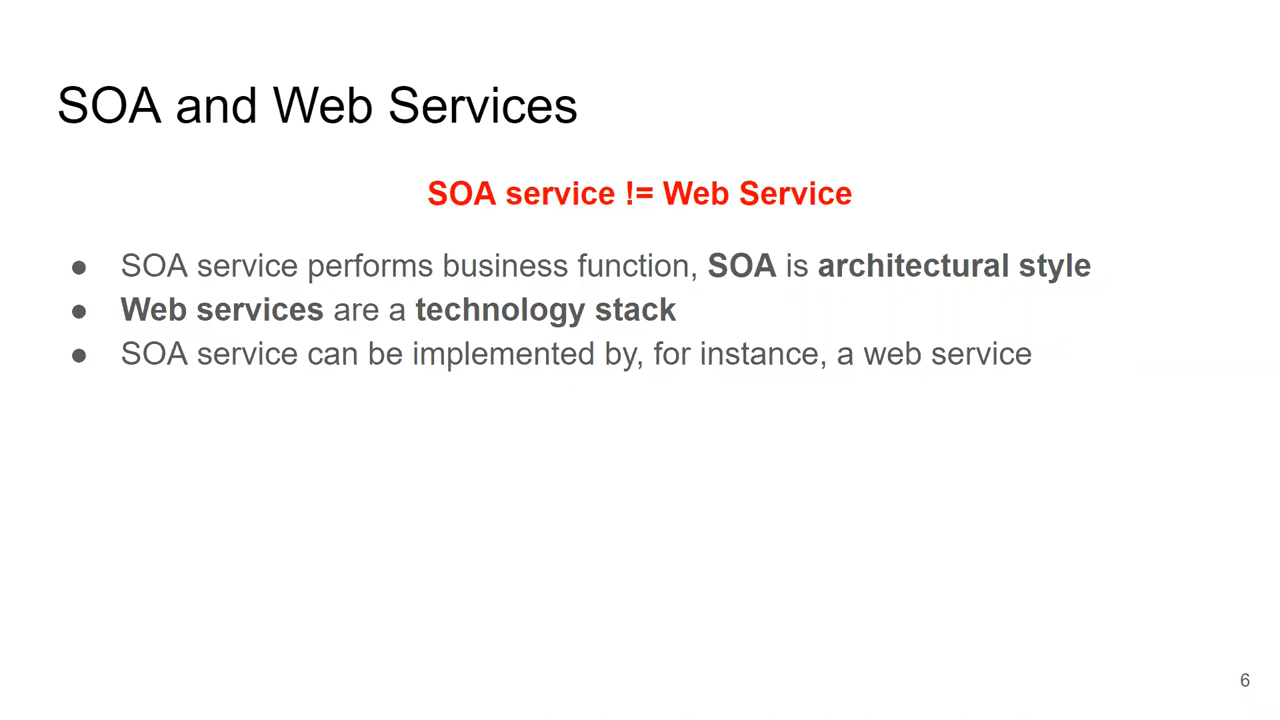 SOA and Web Services
SOA service != Web Service
● SOA service performs business function, SOA is architectural style
● Web services are a technology stack
● SOA service can be implemented by, for instance, a web service
6